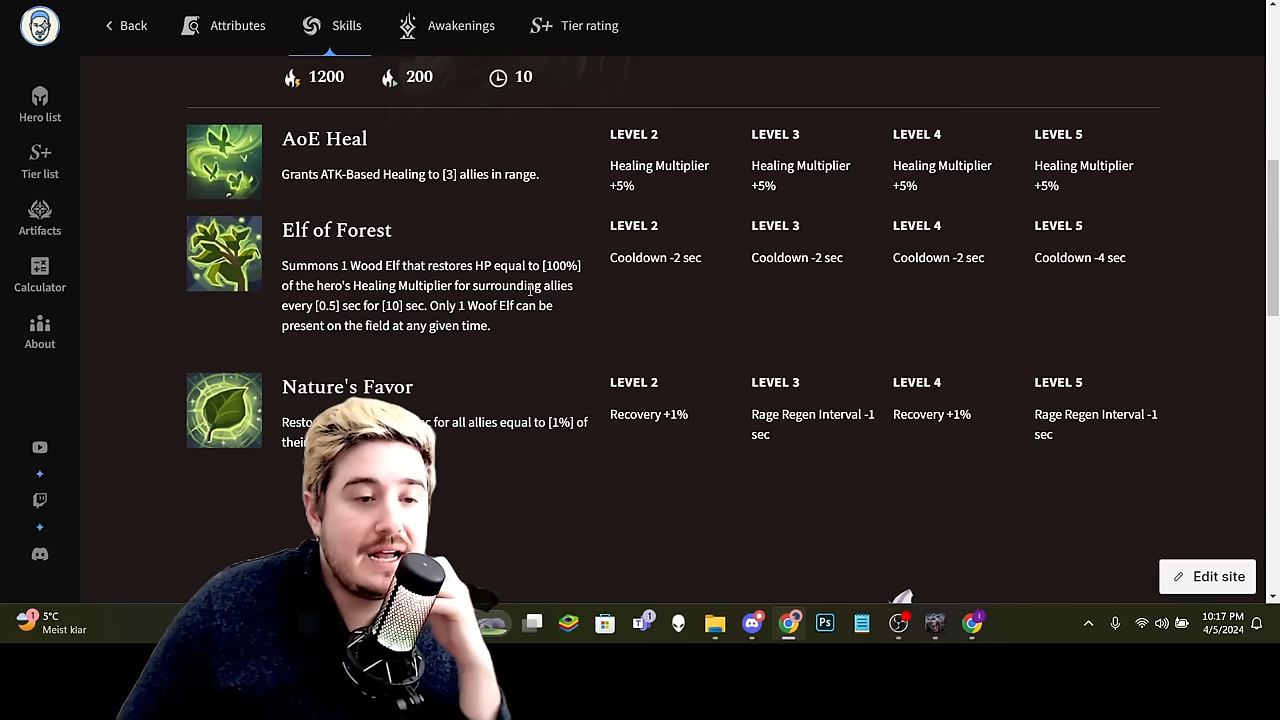 Back
Attributes
Skills
Awakenings
S+ Tier rating
1200
200
10
Hero list
S+
Tier list
Artifacts
Calculator
About
AoE Heal
Grants ATK-Based Healing to [3] allies in range.
LEVEL 2
Healing Multiplier
+5%
LEVEL 3
Healing Multiplier
+5%
LEVEL 4
Healing Multiplier
+5%
LEVEL 5
Healing Multiplier
+5%
Elf of Forest
Summons 1 Wood Elf that restores HP equal to [100%]
of the hero's Healing Multiplier for surrounding allies
every [0.5] sec for [10] sec. Only 1 Woof Elf can be
present on the field at any given time.
LEVEL 2
Cooldown -2 sec
LEVEL 3
Cooldown -2 sec
LEVEL 4
Cooldown -2 sec
LEVEL 5
Cooldown -4 sec
Nature's Favor
for all allies equal to [1%] of
LEVEL 2
Recovery +1%
LEVEL 3
Rage Regen Interval -1
sec
LEVEL 4
Recovery +1%
LEVEL 5
Rage Regen Interval -1
sec
Edit site
1
5°C
Meist klar
1
Ps
1
10:17 PM
4/5/2024